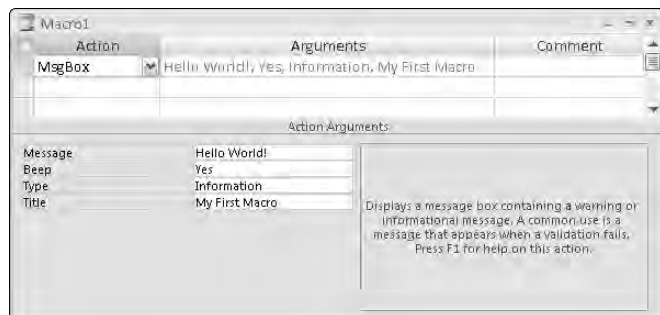 Macro1
Action Arguments Comment
MsgBox Hello World!, Yes, Information, My First Macro
Action Arguments
Message Hello World!
Beep Yes
Type Information
Title My First Macro
Displays a message box containing a warning or
informational message. A common use is a
message that appears when a validation fails.
Press F1 for help on this action.